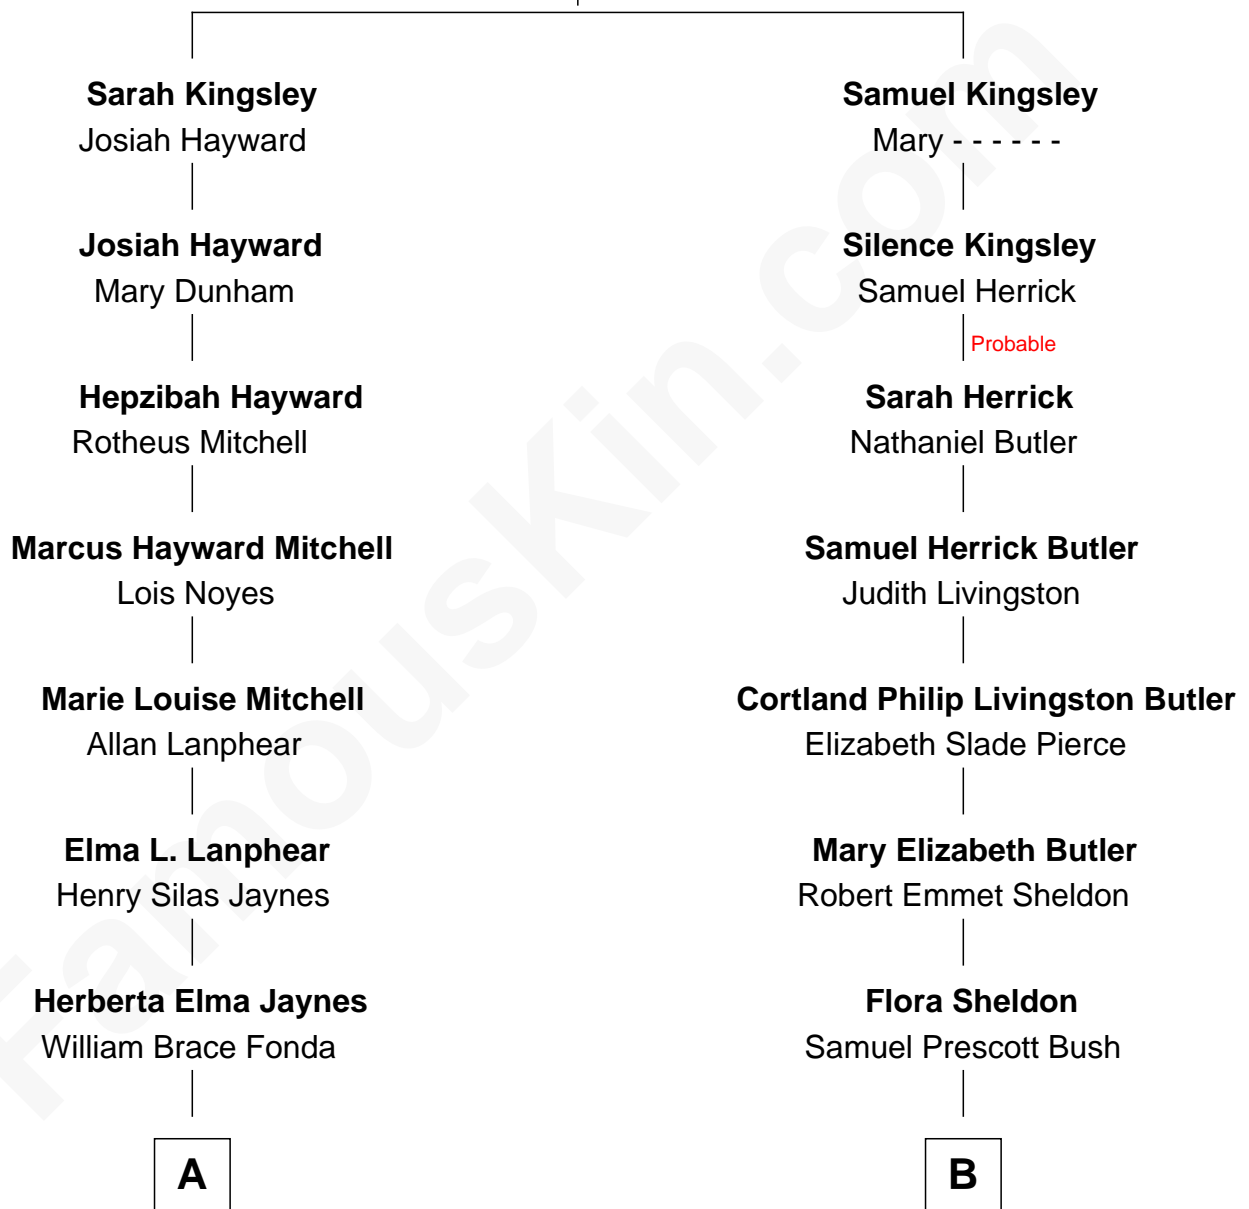 Sarah Kingsley
Josiah Hayward
Josiah Hayward
Mary Dunham
Hepzibah Hayward
Rotheus Mitchell
Marcus Hayward Mitchell
Lois Noyes
Marie Louise Mitchell
Allan Lanphear
Elma L. Lanphear
Henry Silas Jaynes
Herberta Elma Jaynes
William Brace Fonda
A
Samuel Kingsley
Mary - - - - - -
Silence Kingsley
Samuel Herrick
Probable
Sarah Herrick
Nathaniel Butler
Samuel Herrick Butler
Judith Livingston
Cortland Philip Livingston Butler
Elizabeth Slade Pierce
Mary Elizabeth Butler
Robert Emmet Sheldon
Flora Sheldon
Samuel Prescott Bush
B
FamousKin.com